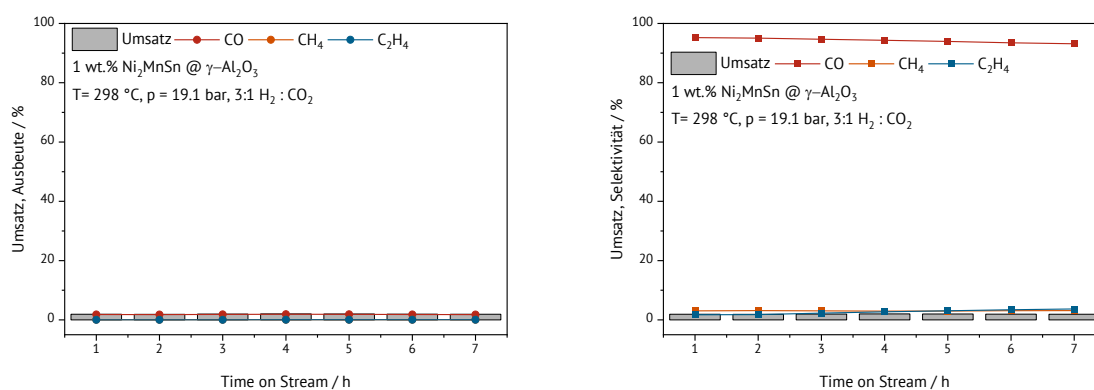 Umsatz, Ausbeute / %
100
80
60
40
20
0
Umsatz CO CH₄ C₂H₄
1 wt.% Ni₂MnSn @ γ–Al₂O₃
T= 298 °C, p = 19.1 bar, 3:1 H₂ : CO₂
1 2 3 4 5 6 7
Time on Stream / h
Umsatz, Selektivität / %
100
80
60
40
20
0
Umsatz CO CH₄ C₂H₄
1 wt.% Ni₂MnSn @ γ–Al₂O₃
T= 298 °C, p = 19.1 bar, 3:1 H₂ : CO₂
1 2 3 4 5 6 7
Time on Stream / h